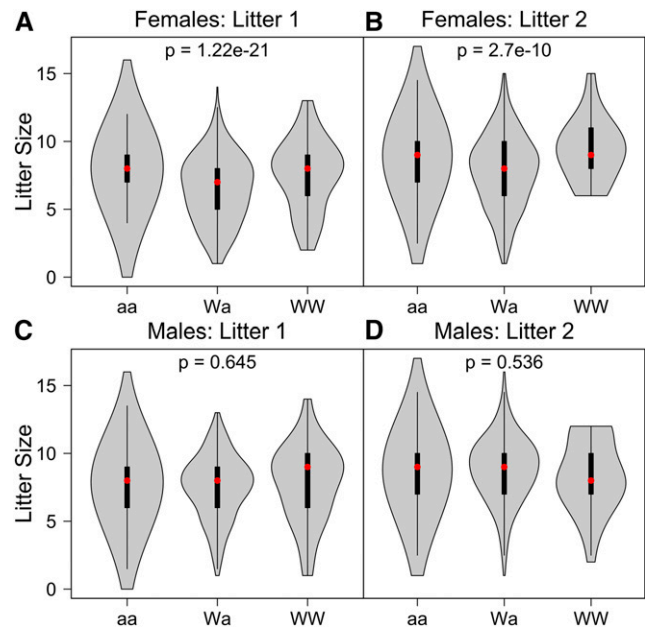 A Females: Litter 1
B Females: Litter 2
p = 1.22e-21
p = 2.7e-10
Litter Size
15
10
5
0
aa Wa WW
aa Wa WW
C Males: Litter 1
D Males: Litter 2
p = 0.645
p = 0.536
Litter Size
15
10
5
0
aa Wa WW
aa Wa WW